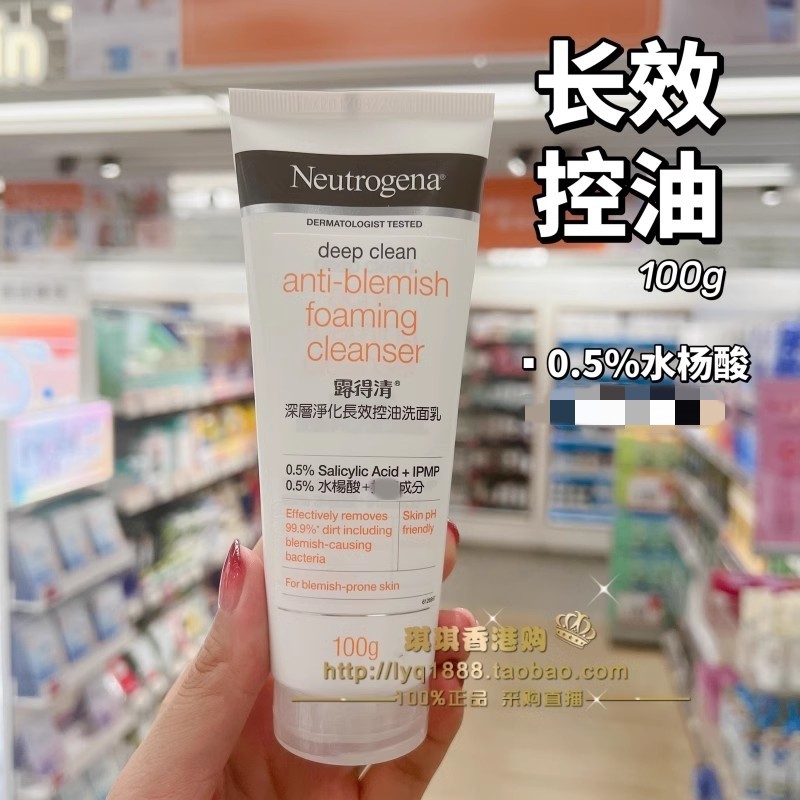 长效
控油
100g
▪0.5%水杨酸
Neutrogena®
DERMATOLOGIST TESTED
deep clean
anti-blemish
foaming
cleanser
露得清®
深層淨化長效控油洗面乳
0.5% Salicylic Acid + IPMP
0.5% 水楊酸+
成分
Effectively removes
99.9%* dirt including
blemish-causing
bacteria
Skin pH
friendly
For blemish-prone skin
100g
琪琪香港购
http://lyq1888.taobao.com
100%正品 采购直播